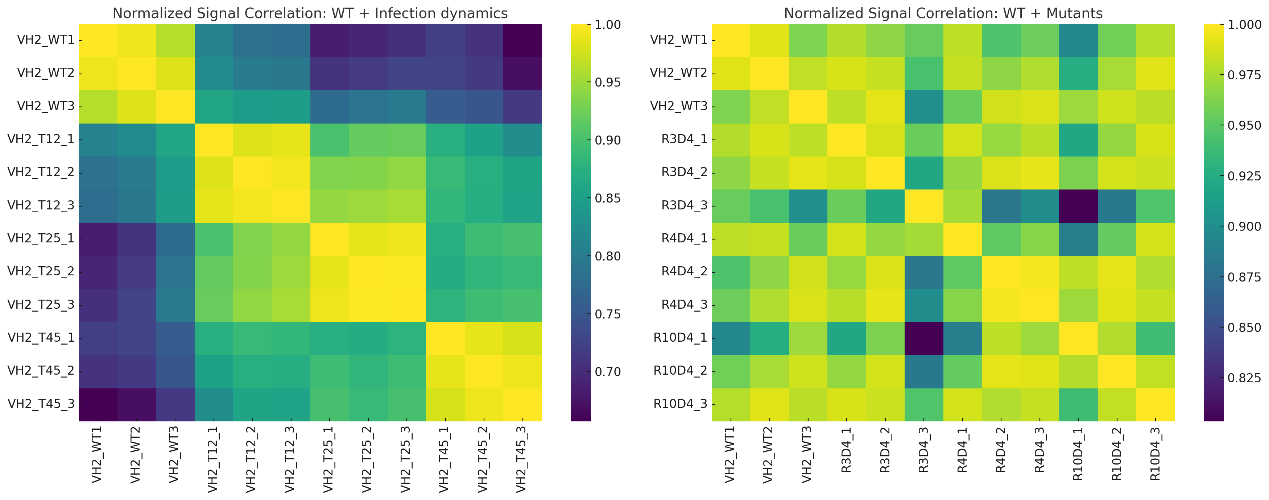 Normalized Signal Correlation: WT + Infection dynamics
VH2_WT1
VH2_WT2
VH2_WT3
VH2_T12_1
VH2_T12_2
VH2_T12_3
VH2_T25_1
VH2_T25_2
VH2_T25_3
VH2_T45_1
VH2_T45_2
VH2_T45_3
VH2_WT1
VH2_WT2
VH2_WT3
VH2_T12_1
VH2_T12_2
VH2_T12_3
VH2_T25_1
VH2_T25_2
VH2_T25_3
VH2_T45_1
VH2_T45_2
VH2_T45_3
1.00
0.95
0.90
0.85
0.80
0.75
0.70
Normalized Signal Correlation: WT + Mutants
VH2_WT1
VH2_WT2
VH2_WT3
R3D4_1
R3D4_2
R3D4_3
R4D4_1
R4D4_2
R4D4_3
R10D4_1
R10D4_2
R10D4_3
VH2_WT1
VH2_WT2
VH2_WT3
R3D4_1
R3D4_2
R3D4_3
R4D4_1
R4D4_2
R4D4_3
R10D4_1
R10D4_2
R10D4_3
1.000
0.975
0.950
0.925
0.900
0.875
0.850
0.825